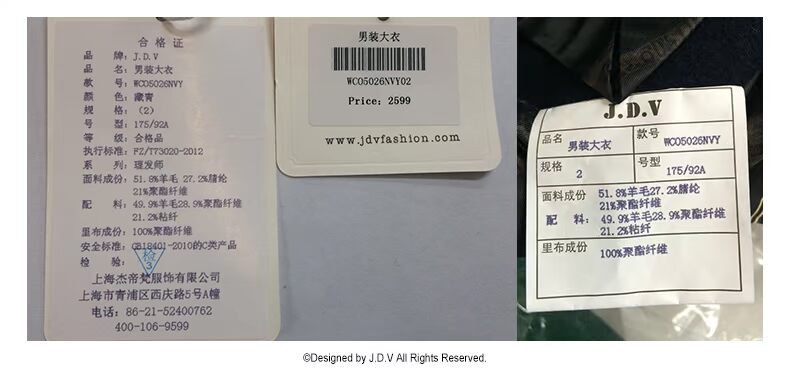 合格证
品 牌：J.D.V
品 名：男装大衣
款 号：WCO5026NVY
颜 色：藏青
规 格：(2)
号 型：175/92A
等 级：合格品
执行标准：FZ/T73020-2012
系 列：理发师
面料成份：51.8%羊毛 27.2%腈纶
21%聚酯纤维
配 料：49.9%羊毛28.9%聚酯纤维
21.2%粘纤
里布成份：100%聚酯纤维
安全标准：GB18401-2010的C类产品
检 验：
检
3
上海杰帝梵服饰有限公司
上海市青浦区西庆路5号A幢
电话：86-21-52400762
400-106-9599
男装大衣
WCO5026NVY02
Price：2599
www.jdvfashion.com
J.D.V
品名 男装大衣 款号 WCO5026NVY
规格 2 号型 175/92A
面料成份 51.8%羊毛27.2%腈纶
21%聚酯纤维
配 料：49.9%羊毛28.9%聚酯纤维
21.2%粘纤
里布成份 100%聚酯纤维
©Designed by J.D.V All Rights Reserved.